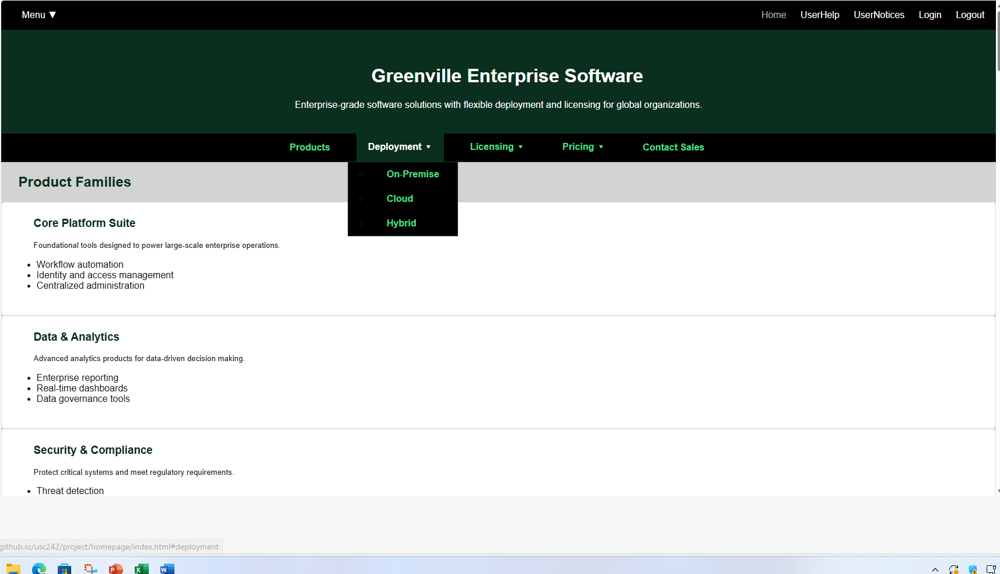 Menu ▼
Home UserHelp UserNotices Login Logout
Greenville Enterprise Software
Enterprise-grade software solutions with flexible deployment and licensing for global organizations.
Products Deployment ▼ Licensing ▼ Pricing ▼ Contact Sales
On-Premise
Cloud
Hybrid
Product Families
Core Platform Suite
Foundational tools designed to power large-scale enterprise operations.
• Workflow automation
• Identity and access management
• Centralized administration
Data & Analytics
Advanced analytics products for data-driven decision making.
• Enterprise reporting
• Real-time dashboards
• Data governance tools
Security & Compliance
Protect critical systems and meet regulatory requirements.
• Threat detection
github.io/usc242/project/homepage/index.html#deployment